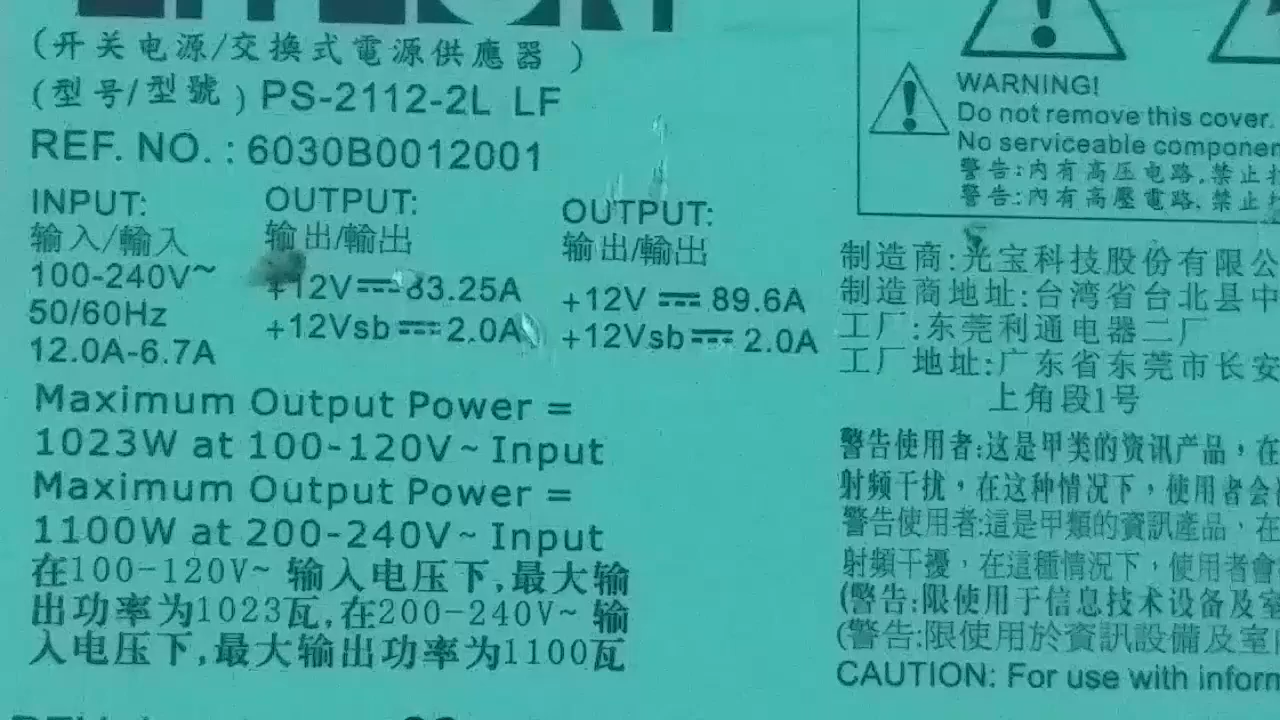 (开关电源/交換式電源供應器)
(型号/型號) PS-2112-2L LF
REF. NO. : 6030B0012001
INPUT:
输入/輸入
100-240V~
50/60Hz
12.0A-6.7A
OUTPUT:
输出/輸出
+12V 83.25A
+12Vsb 2.0A
OUTPUT:
输出/輸出
+12V 89.6A
+12Vsb 2.0A
Maximum Output Power =
1023W at 100-120V~ Input
Maximum Output Power =
1100W at 200-240V~ Input
在100-120V~ 输入电压下,最大输
出功率为1023瓦,在200-240V~ 输
入电压下,最大输出功率为1100瓦
WARNING!
Do not remove this cover.
No serviceable componen
警告:内有高压电路,禁止
警告:內有高壓電路,禁止
制造商:光宝科技股份有限公
制造商地址:台湾省台北县中
工厂:东莞利通电器二厂
工厂地址:广东省东莞市长安
上角段1号
警告使用者:这是甲类的资讯产品，在
射频干扰，在这种情况下，使用者会
警告使用者:這是甲類的資訊產品，在
射頻干擾，在這種情況下，使用者會
(警告:限使用于信息技术设备及室
(警告:限使用於資訊設備及室
CAUTION: For use with inform